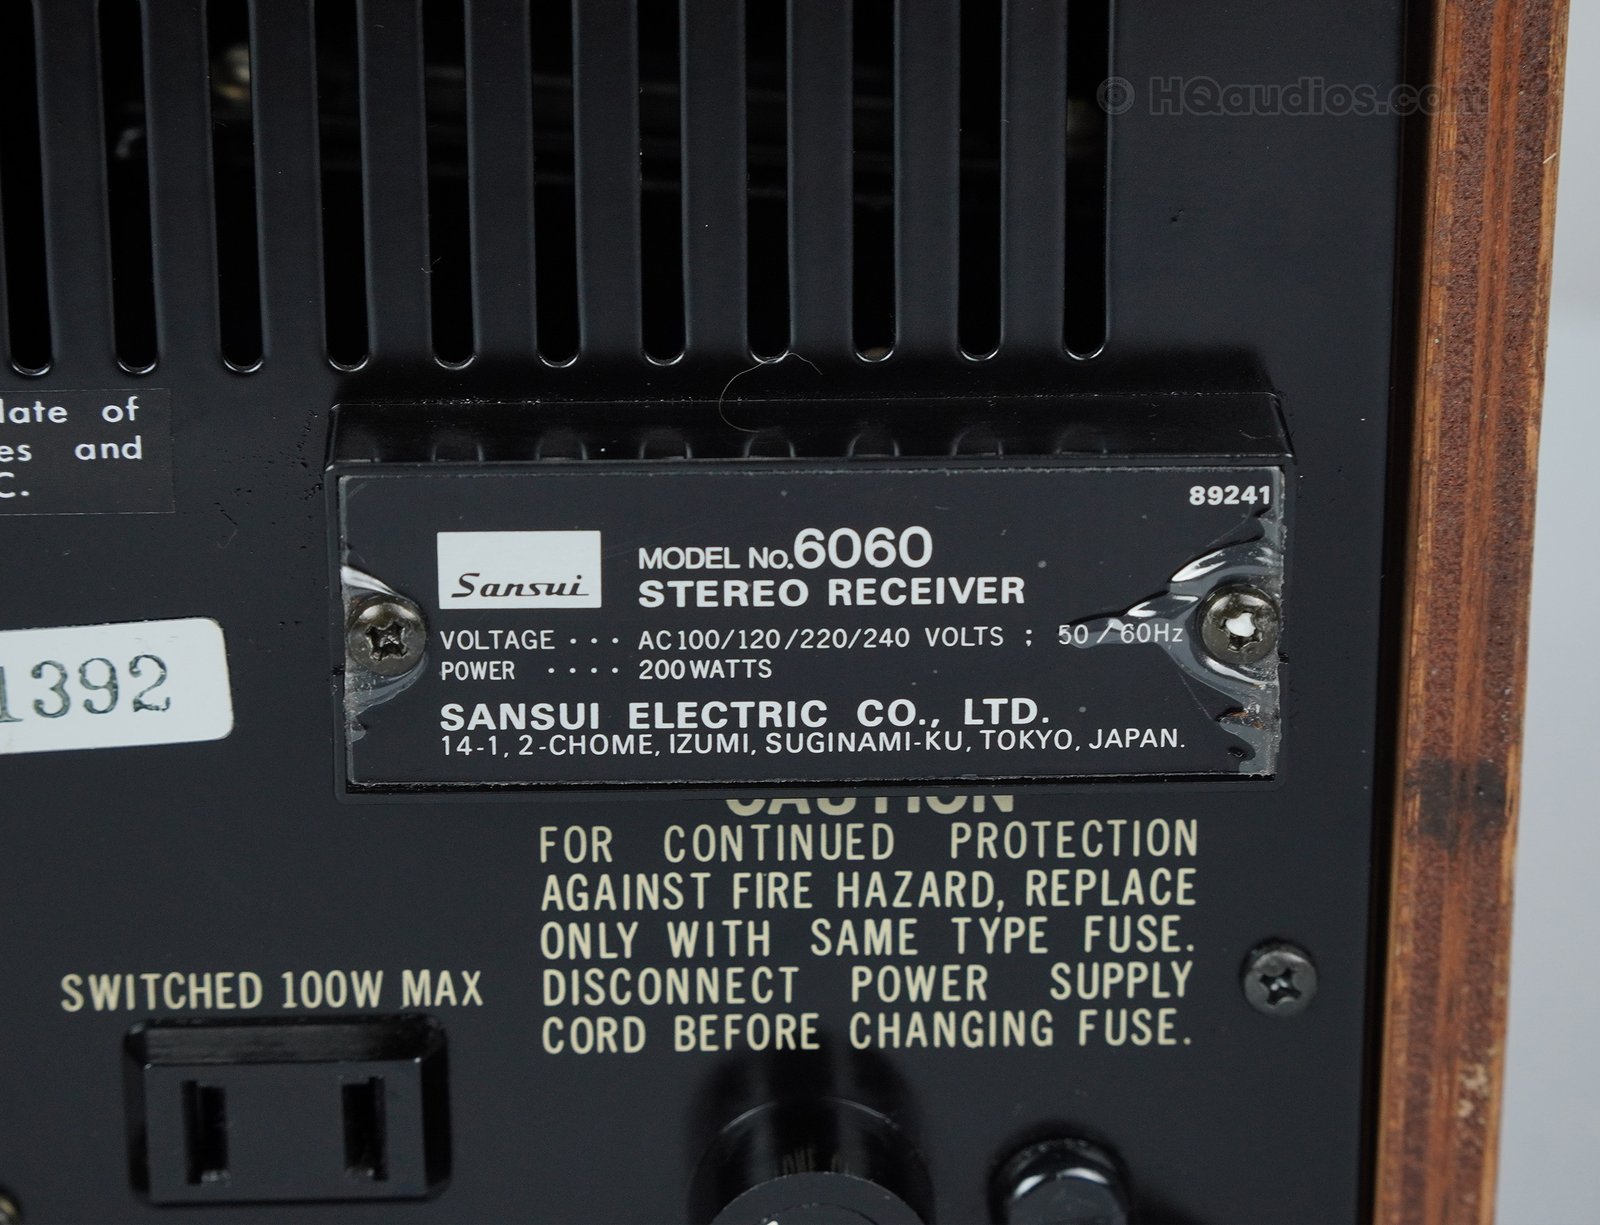 © HQaudios.com
late of
es and
C.
89241
Sansui
MODEL No.6060
STEREO RECEIVER
VOLTAGE ··· AC100/120/220/240 VOLTS ; 50/60Hz
POWER ···· 200WATTS
SANSUI ELECTRIC CO., LTD.
14-1, 2-CHOME, IZUMI, SUGINAMI-KU, TOKYO, JAPAN.
1392
CAUTION
FOR CONTINUED PROTECTION
AGAINST FIRE HAZARD, REPLACE
ONLY WITH SAME TYPE FUSE.
DISCONNECT POWER SUPPLY
CORD BEFORE CHANGING FUSE.
SWITCHED 100W MAX